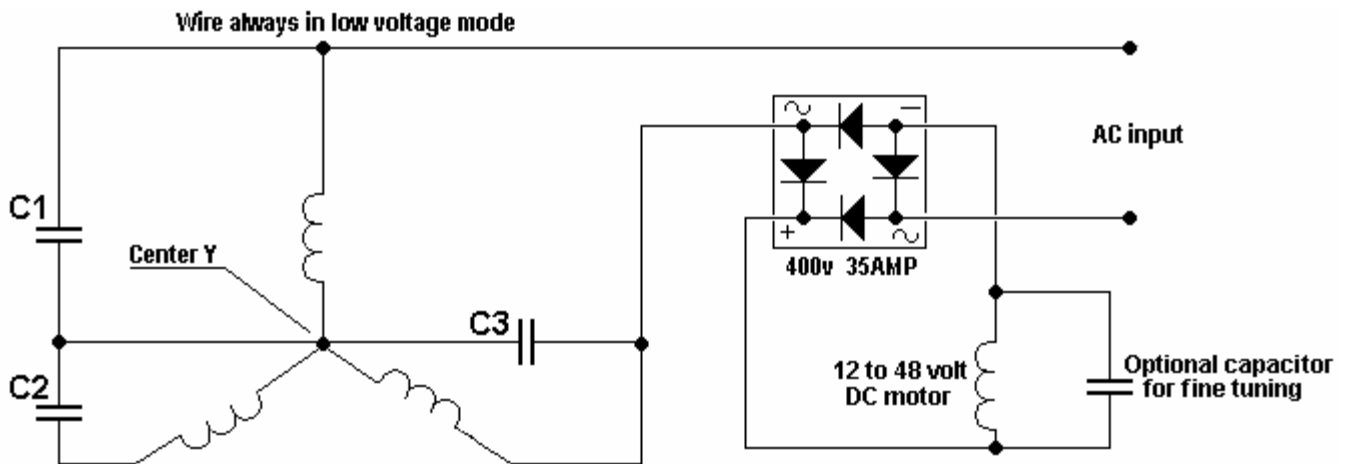 Wire always in low voltage mode
AC input
C1
Center Y
+
400v 35AMP
C3
C2
12 to 48 volt
DC motor
Optional capacitor
for fine tuning